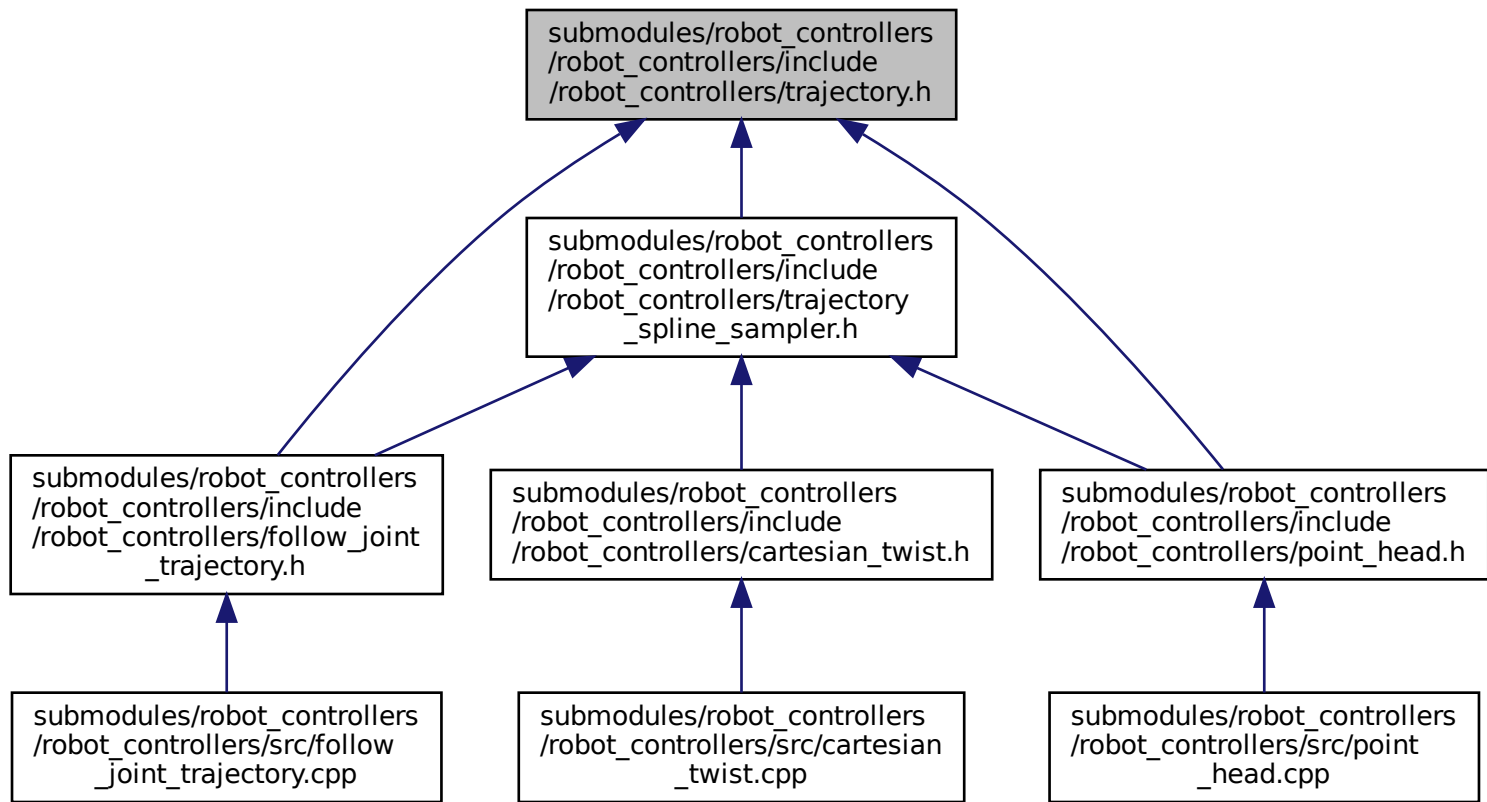 submodules/robot_controllers
/robot_controllers/include
/robot_controllers/trajectory.h
submodules/robot_controllers
/robot_controllers/include
/robot_controllers/trajectory
_spline_sampler.h
submodules/robot_controllers
/robot_controllers/include
/robot_controllers/follow_joint
_trajectory.h
submodules/robot_controllers
/robot_controllers/include
/robot_controllers/cartesian_twist.h
submodules/robot_controllers
/robot_controllers/include
/robot_controllers/point_head.h
submodules/robot_controllers
/robot_controllers/src/follow
_joint_trajectory.cpp
submodules/robot_controllers
/robot_controllers/src/cartesian
_twist.cpp
submodules/robot_controllers
/robot_controllers/src/point
_head.cpp